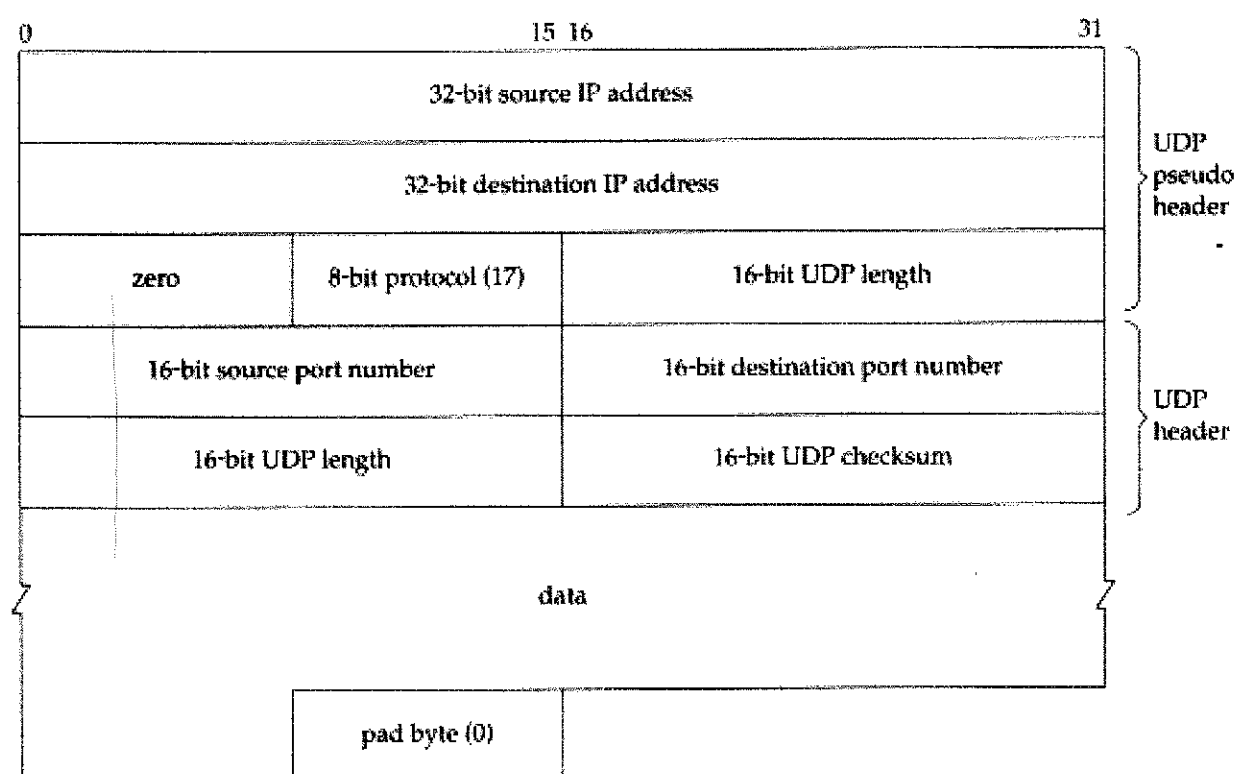 0 15 16 31
32-bit source IP address
32-bit destination IP address
UDP
pseudo
header
zero 8-bit protocol (17) 16-bit UDP length
16-bit source port number 16-bit destination port number
UDP
header
16-bit UDP length 16-bit UDP checksum
data
pad byte (0)